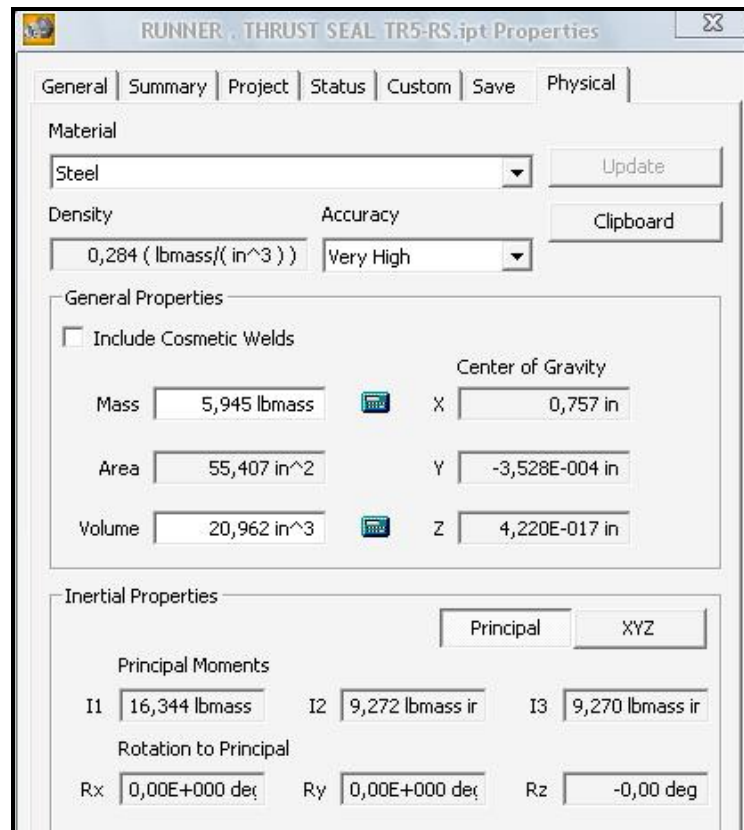 RUNNER . THRUST SEAL TR5-RS.ipt Properties
General Summary Project Status Custom Save Physical
Material
Steel Update
Density Accuracy Clipboard
0,284 ( lbmass/( in^3 ) ) Very High
General Properties
Include Cosmetic Welds
Center of Gravity
Mass 5,945 lbmass X 0,757 in
Area 55,407 in^2 Y -3,528E-004 in
Volume 20,962 in^3 Z 4,220E-017 in
Inertial Properties
Principal XYZ
Principal Moments
I1 16,344 lbmass I2 9,272 lbmass ir I3 9,270 lbmass ir
Rotation to Principal
Rx 0,00E+000 deg Ry 0,00E+000 deg Rz -0,00 deg